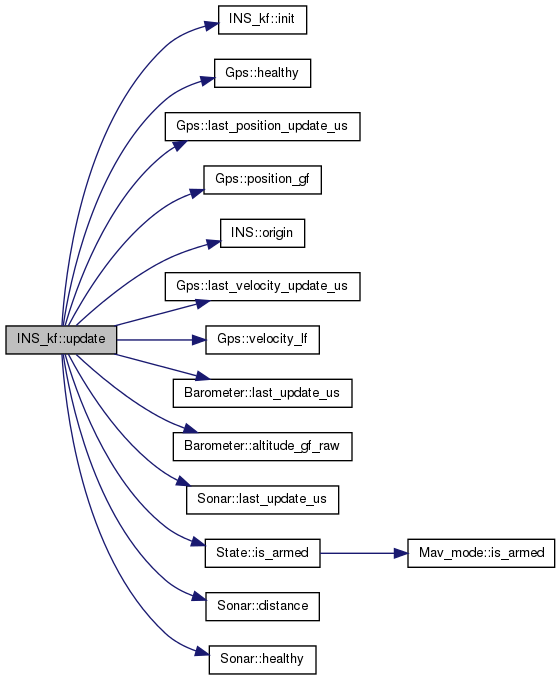 INS_kf::init
Gps::healthy
Gps::last_position_update_us
Gps::position_gf
INS::origin
Gps::last_velocity_update_us
INS_kf::update
Gps::velocity_lf
Barometer::last_update_us
Barometer::altitude_gf_raw
Sonar::last_update_us
State::is_armed
Mav_mode::is_armed
Sonar::distance
Sonar::healthy